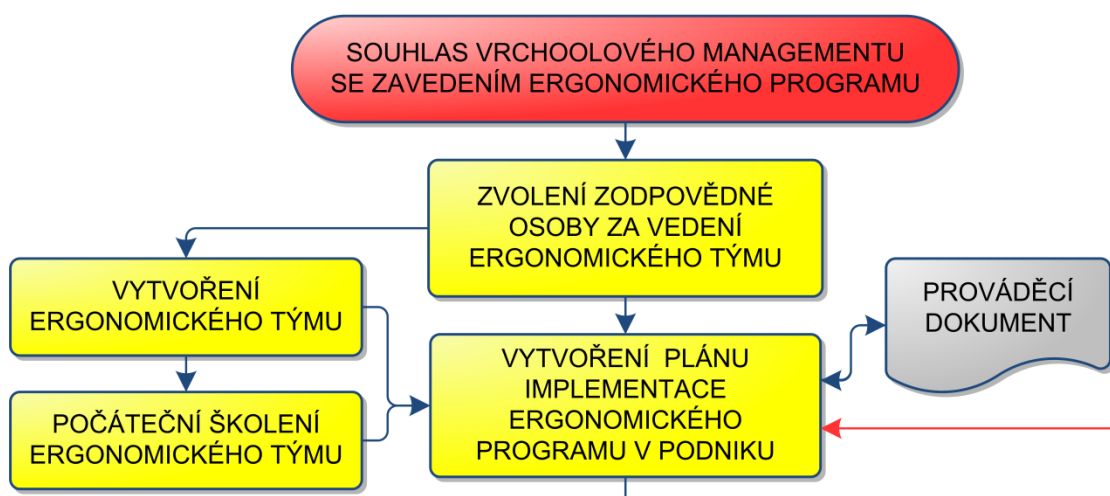 SOUHLAS VRCHOOLOVÉHO MANAGEMENTU
SE ZAVEDENÍM ERGONOMICKÉHO PROGRAMU
ZVOLENÍ ZODPOVĚDNÉ
OSOBY ZA VEDENÍ
ERGONOMICKÉHO TÝMU
VYTVOŘENÍ
ERGONOMICKÉHO TÝMU
PROVÁDĚCÍ
DOKUMENT
VYTVOŘENÍ PLÁNU
IMPLEMENTACE
ERGONOMICKÉHO
PROGRAMU V PODNIKU
POČÁTEČNÍ ŠKOLENÍ
ERGONOMICKÉHO TÝMU